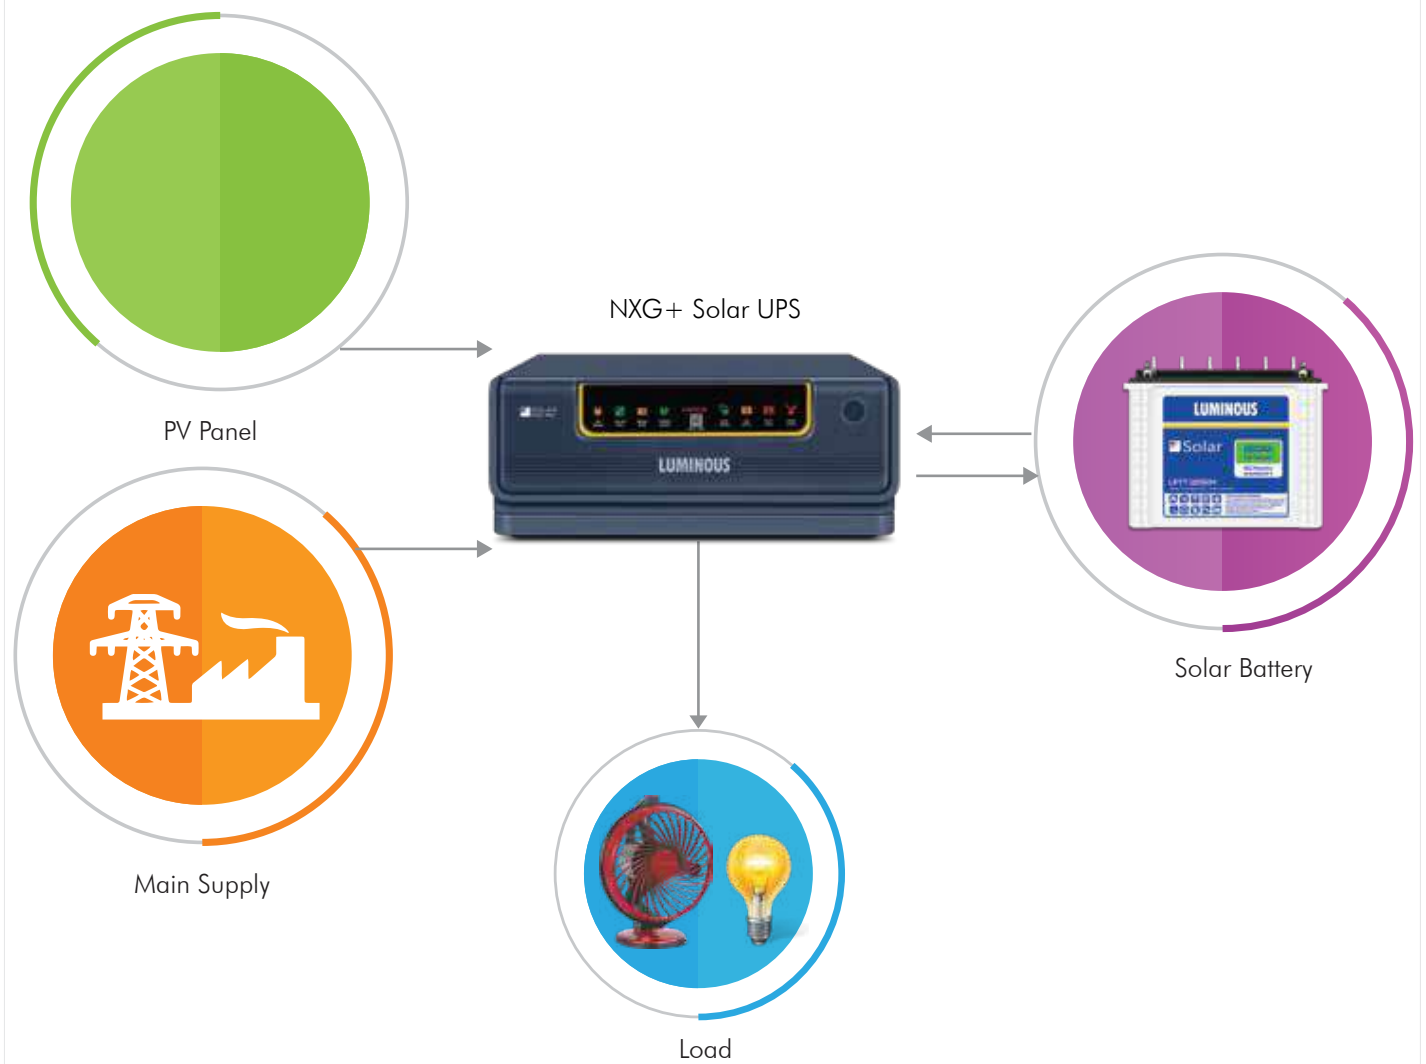 NXG+ Solar UPS
PV Panel
LUMINOUS
LUMINOUS
Solar
Solar Battery
Main Supply
Load